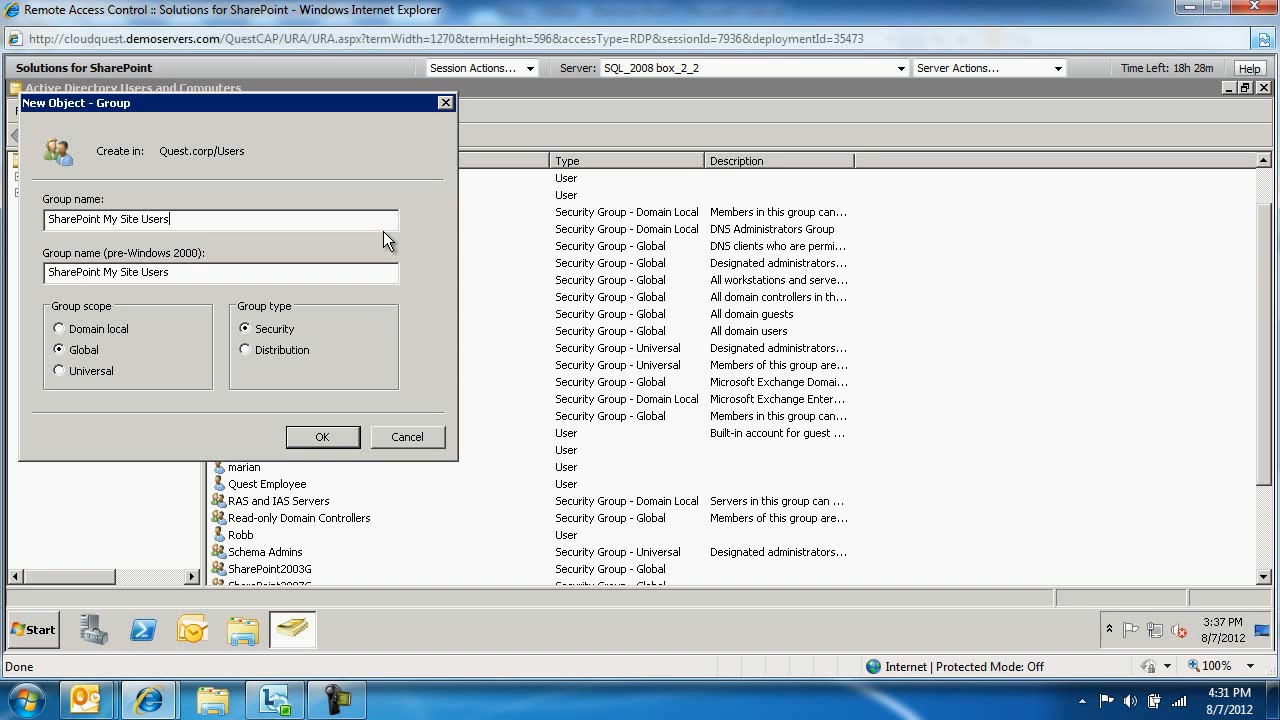 Remote Access Control :: Solutions for SharePoint - Windows Internet Explorer
http://cloudquest.demoservers.com/QuestCAP/URA/URA.aspx?termWidth=1270&termHeight=596&accessType=RDP&sessionId=7936&deploymentId=35473
Solutions for SharePoint Session Actions... Server: SQL_2008 box_2_2 Server Actions... Time Left: 18h 28m Help
Active Directory Users and Computers
New Object - Group
Create in: Quest.corp/Users
Group name:
SharePoint My Site Users
Group name (pre-Windows 2000):
SharePoint My Site Users
Group scope
Domain local
Global
Universal
Group type
Security
Distribution
OK Cancel
Type Description
User
User
Security Group - Domain Local Members in this group can...
Security Group - Domain Local DNS Administrators Group
Security Group - Global DNS clients who are permi...
Security Group - Global Designated administrators...
Security Group - Global All workstations and serve...
Security Group - Global All domain controllers in th...
Security Group - Global All domain guests
Security Group - Global All domain users
Security Group - Universal Designated administrators...
Security Group - Universal Members of this group are...
Security Group - Global Microsoft Exchange Domai...
Security Group - Domain Local Microsoft Exchange Enter...
Security Group - Global Members in this group can...
User Built-in account for guest ...
User
marian User
Quest Employee User
RAS and IAS Servers Security Group - Domain Local Servers in this group can ...
Read-only Domain Controllers Security Group - Global Members of this group are...
Robb User
Schema Admins Security Group - Universal Designated administrators...
SharePoint2003G Security Group - Global
SharePoint2007G Security Group - Global
Start
3:37 PM
8/7/2012
Done Internet | Protected Mode: Off 100%
4:31 PM
8/7/2012